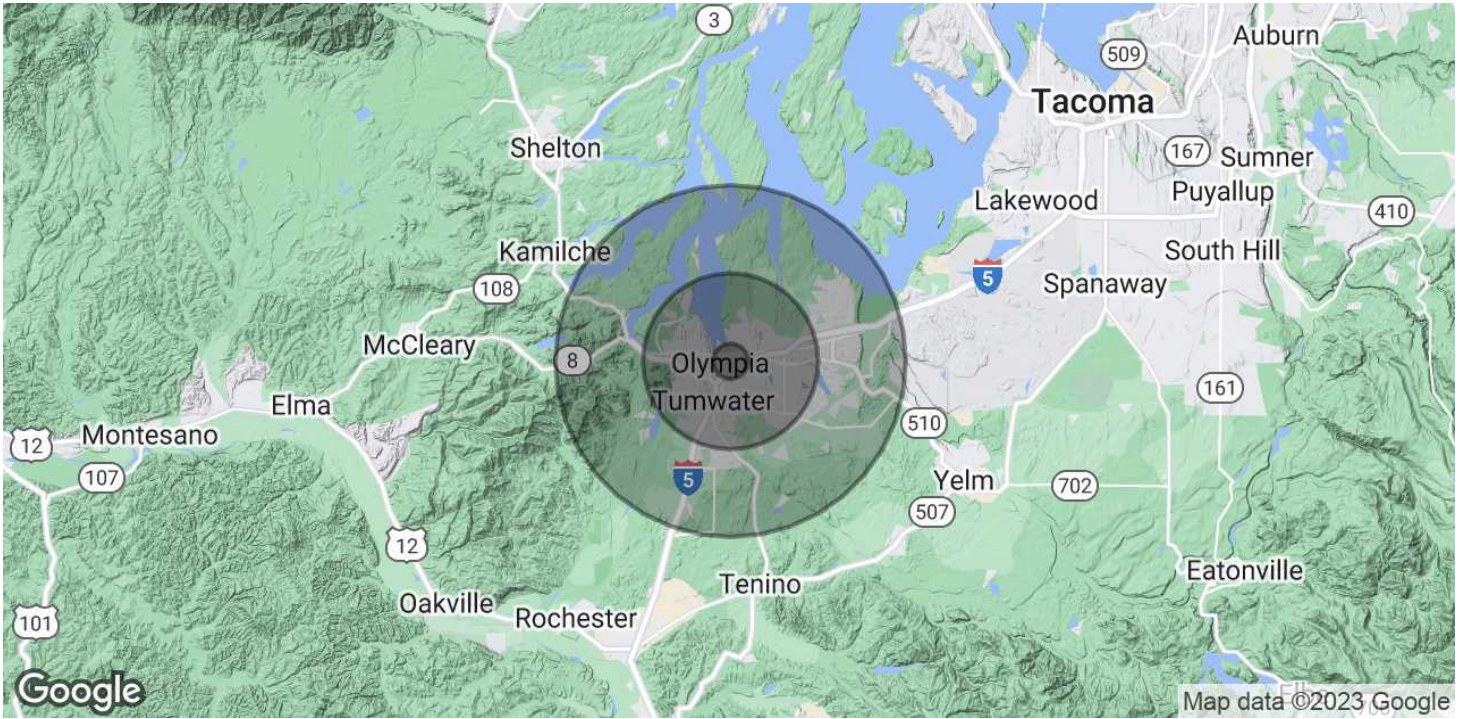 3
Auburn
509
Tacoma
Shelton
167
Sumner
Puyallup
Lakewood
410
Kamilche
South Hill
5
Spanaway
108
McCleary
8
Olympia
161
Tumwater
Elma
510
12
Montesano
107
5
Yelm
702
507
12
Tenino
Eatonville
Oakville
Rochester
101
Google
Map data ©2023 Google